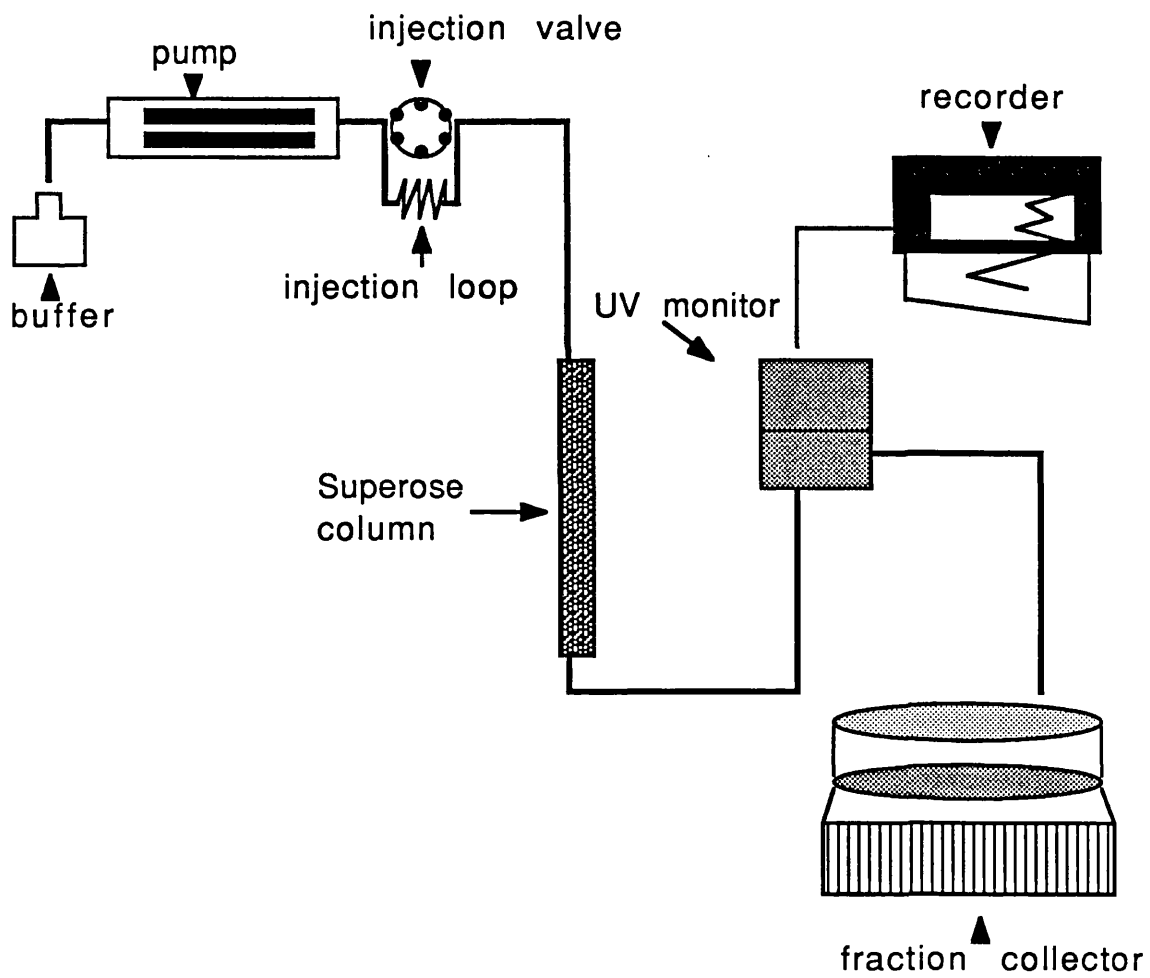 injection valve
pump
recorder
injection loop
buffer
UV monitor
Superose
column
fraction collector